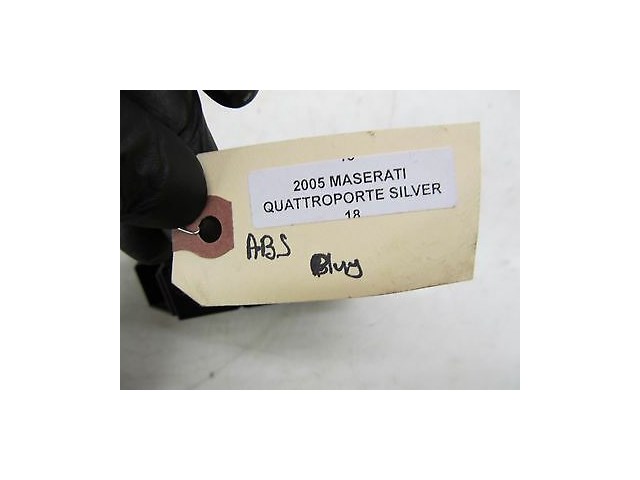 2005 MASERATI
QUATTROPORTE SILVER
18
ABS
Plug